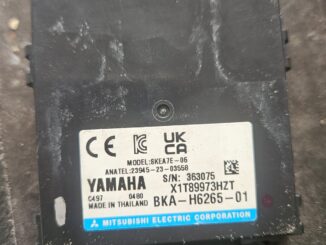 CE UK CA
MODEL:SKEA7E-06
ANATEL:23945-23-03558
YAMAHA S/N: 363075
C497 0480 X1T89973HZT
MADE IN THAILAND BKA-H6265-01
MITSUBISHI ELECTRIC CORPORATION